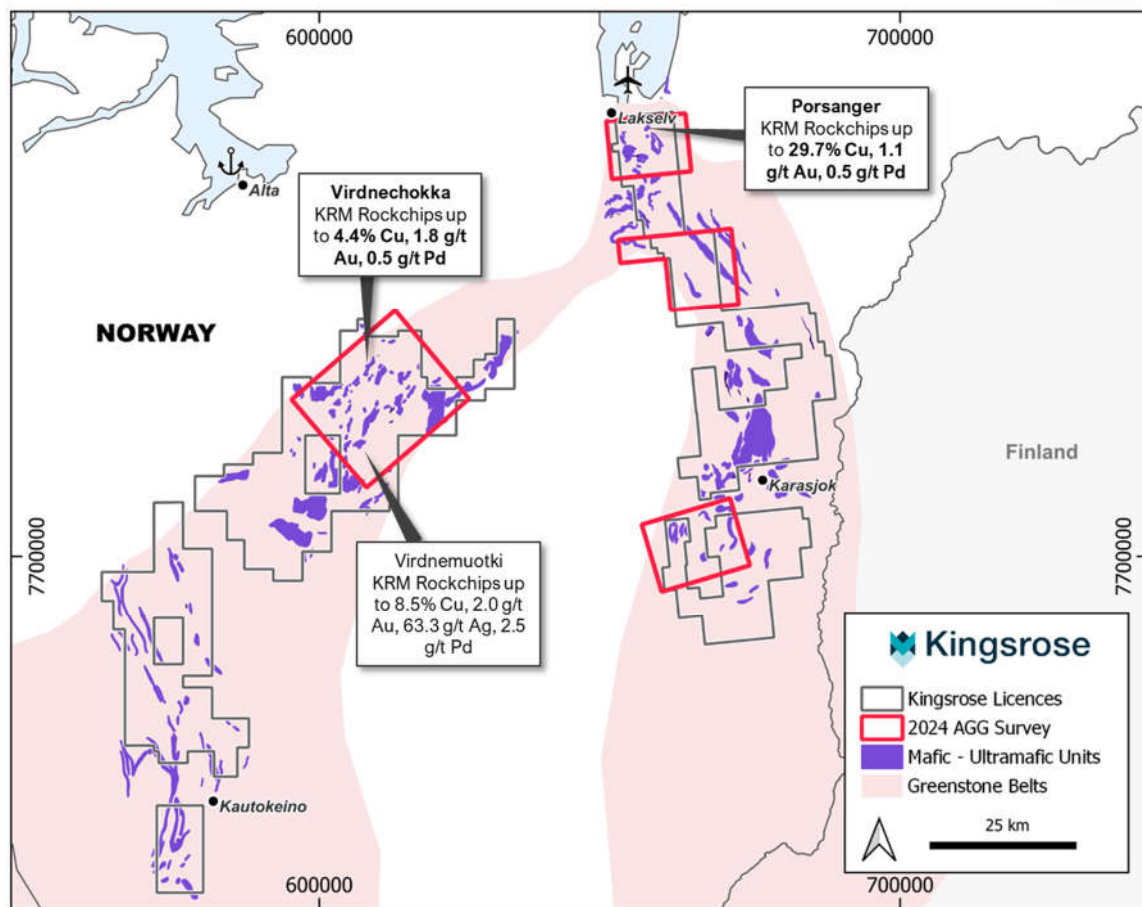 600000
700000
Lakselv
Porsanger
KRM Rockchips up
to 29.7% Cu, 1.1
g/t Au, 0.5 g/t Pd
Alta
Virdnechokka
KRM Rockchips up
to 4.4% Cu, 1.8 g/t
Au, 0.5 g/t Pd
NORWAY
Finland
Karasjok
7700000
7700000
Virdnemuotki
KRM Rockchips up
to 8.5% Cu, 2.0 g/t
Au, 63.3 g/t Ag, 2.5
g/t Pd
Kautokeino
Kingsrose
Kingsrose Licences
2024 AGG Survey
Mafic - Ultramafic Units
Greenstone Belts
25 km
600000
700000